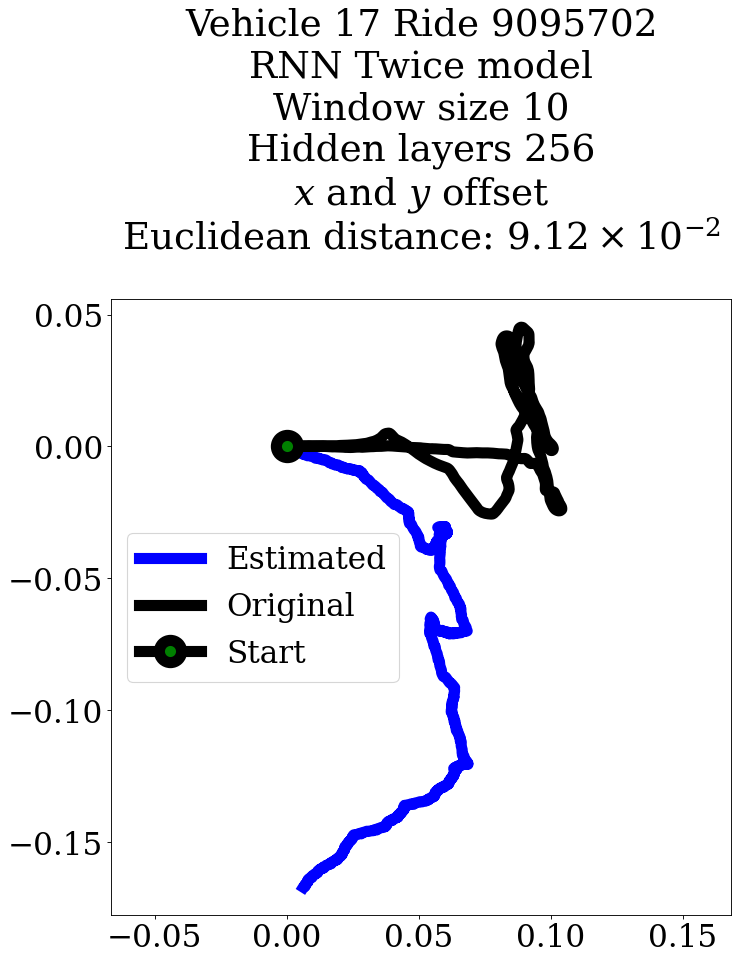 Vehicle 17 Ride 9095702
RNN Twice model
Window size 10
Hidden layers 256
x and y offset
Euclidean distance: 9.12 × 10⁻²
0.05
0.00
−0.05
−0.10
−0.15
Estimated
Original
Start
−0.05 0.00 0.05 0.10 0.15